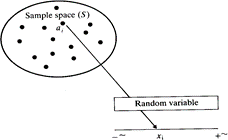 Sample space (S)
a_i
Random variable
-~ x_i +~